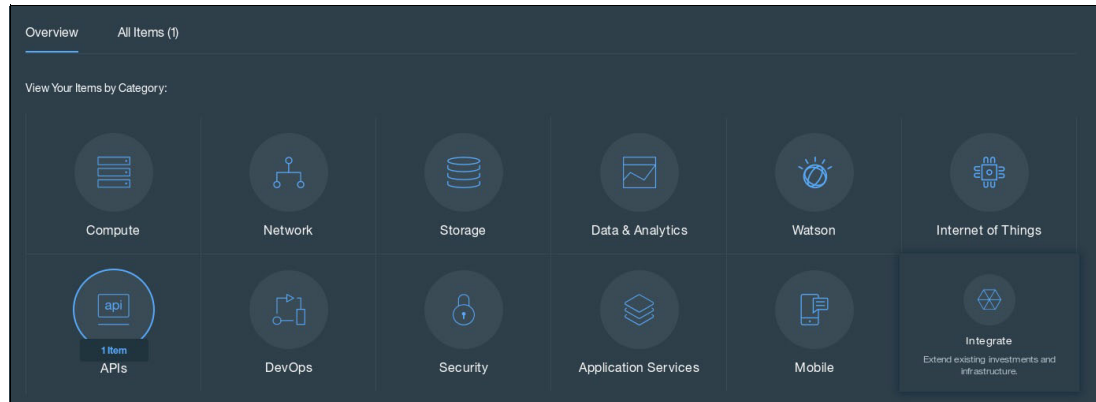 Overview All Items (1)
View Your Items by Category:
Compute Network Storage Data & Analytics Watson Internet of Things
api
1 Item
APIs DevOps Security Application Services Mobile
Integrate
Extend existing investments and
infrastructure.